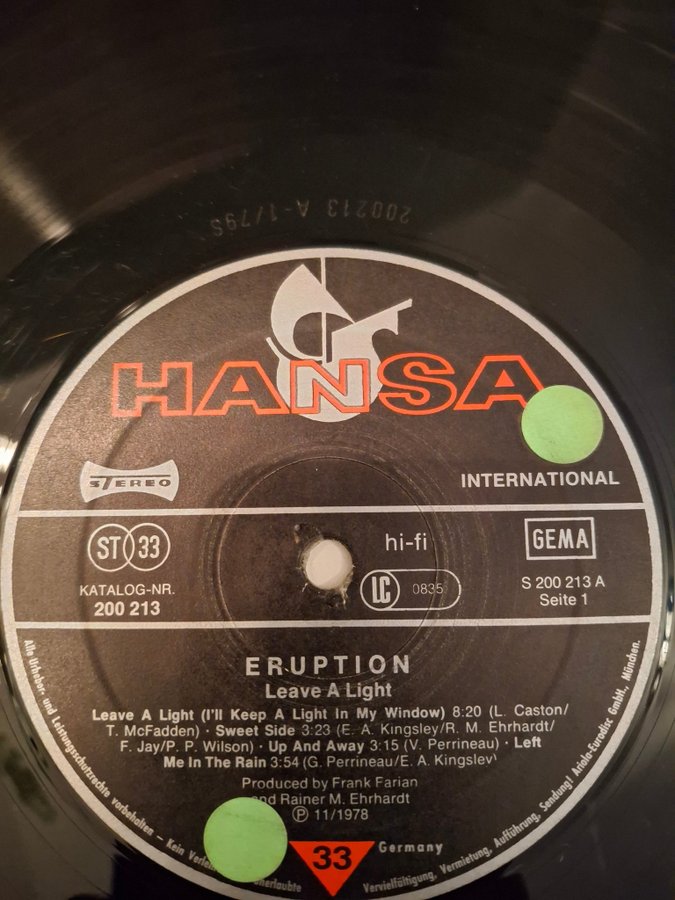 200213 A-1/79S
HANSA
STEREO
INTERNATIONAL
ST 33
hi-fi
GEMA
KATALOG-NR.
200 213
LC 0835
S 200 213 A
Seite 1
ERUPTION
Leave A Light
Leave A Light (I'll Keep A Light In My Window) 8:20 (L. Caston/
T. McFadden) · Sweet Side 3:23 (E. A. Kingsley/R. M. Ehrhardt/
F. Jay/P. P. Wilson) · Up And Away 3:15 (V. Perrineau) · Left
Me In The Rain 3:54 (G. Perrineau/E. A. Kingsley)
Produced by Frank Farian
and Rainer M. Ehrhardt
℗ 11/1978
33
Germany
Alle Urheber- und Leistungsschutzrechte vorbehalten - Kein Verlei
unerlaubte
Vervielfältigung, Vermietung, Aufführung, Sendung! Ariola-Eurodisc GmbH., München.